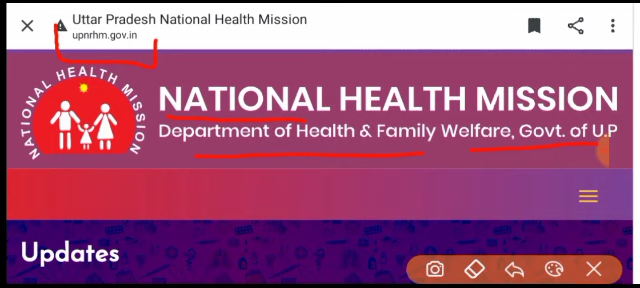 Uttar Pradesh National Health Mission
upnrhm.gov.in
NATIONAL HEALTH MISSION
NATIONAL HEALTH MISSION
Department of Health & Family Welfare, Govt. of U.P
Updates